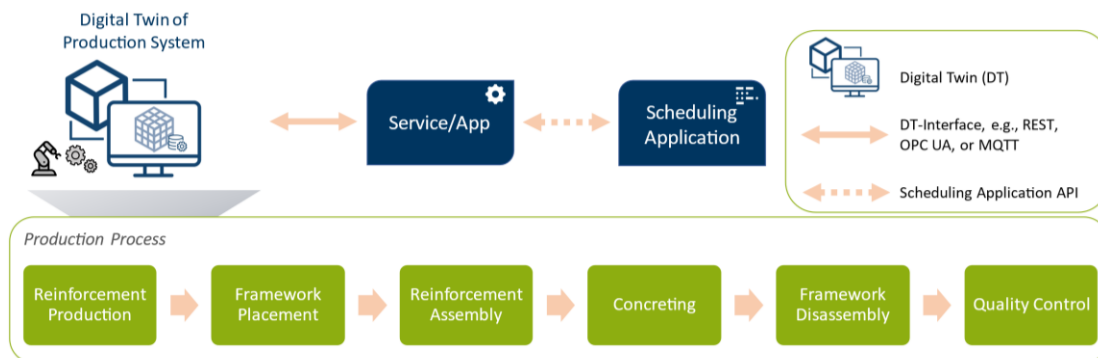 Digital Twin of
Production System
Service/App
Scheduling
Application
Digital Twin (DT)
DT-Interface, e.g., REST,
OPC UA, or MQTT
Scheduling Application API
Production Process
Reinforcement
Production
Framework
Placement
Reinforcement
Assembly
Concreting
Framework
Disassembly
Quality Control